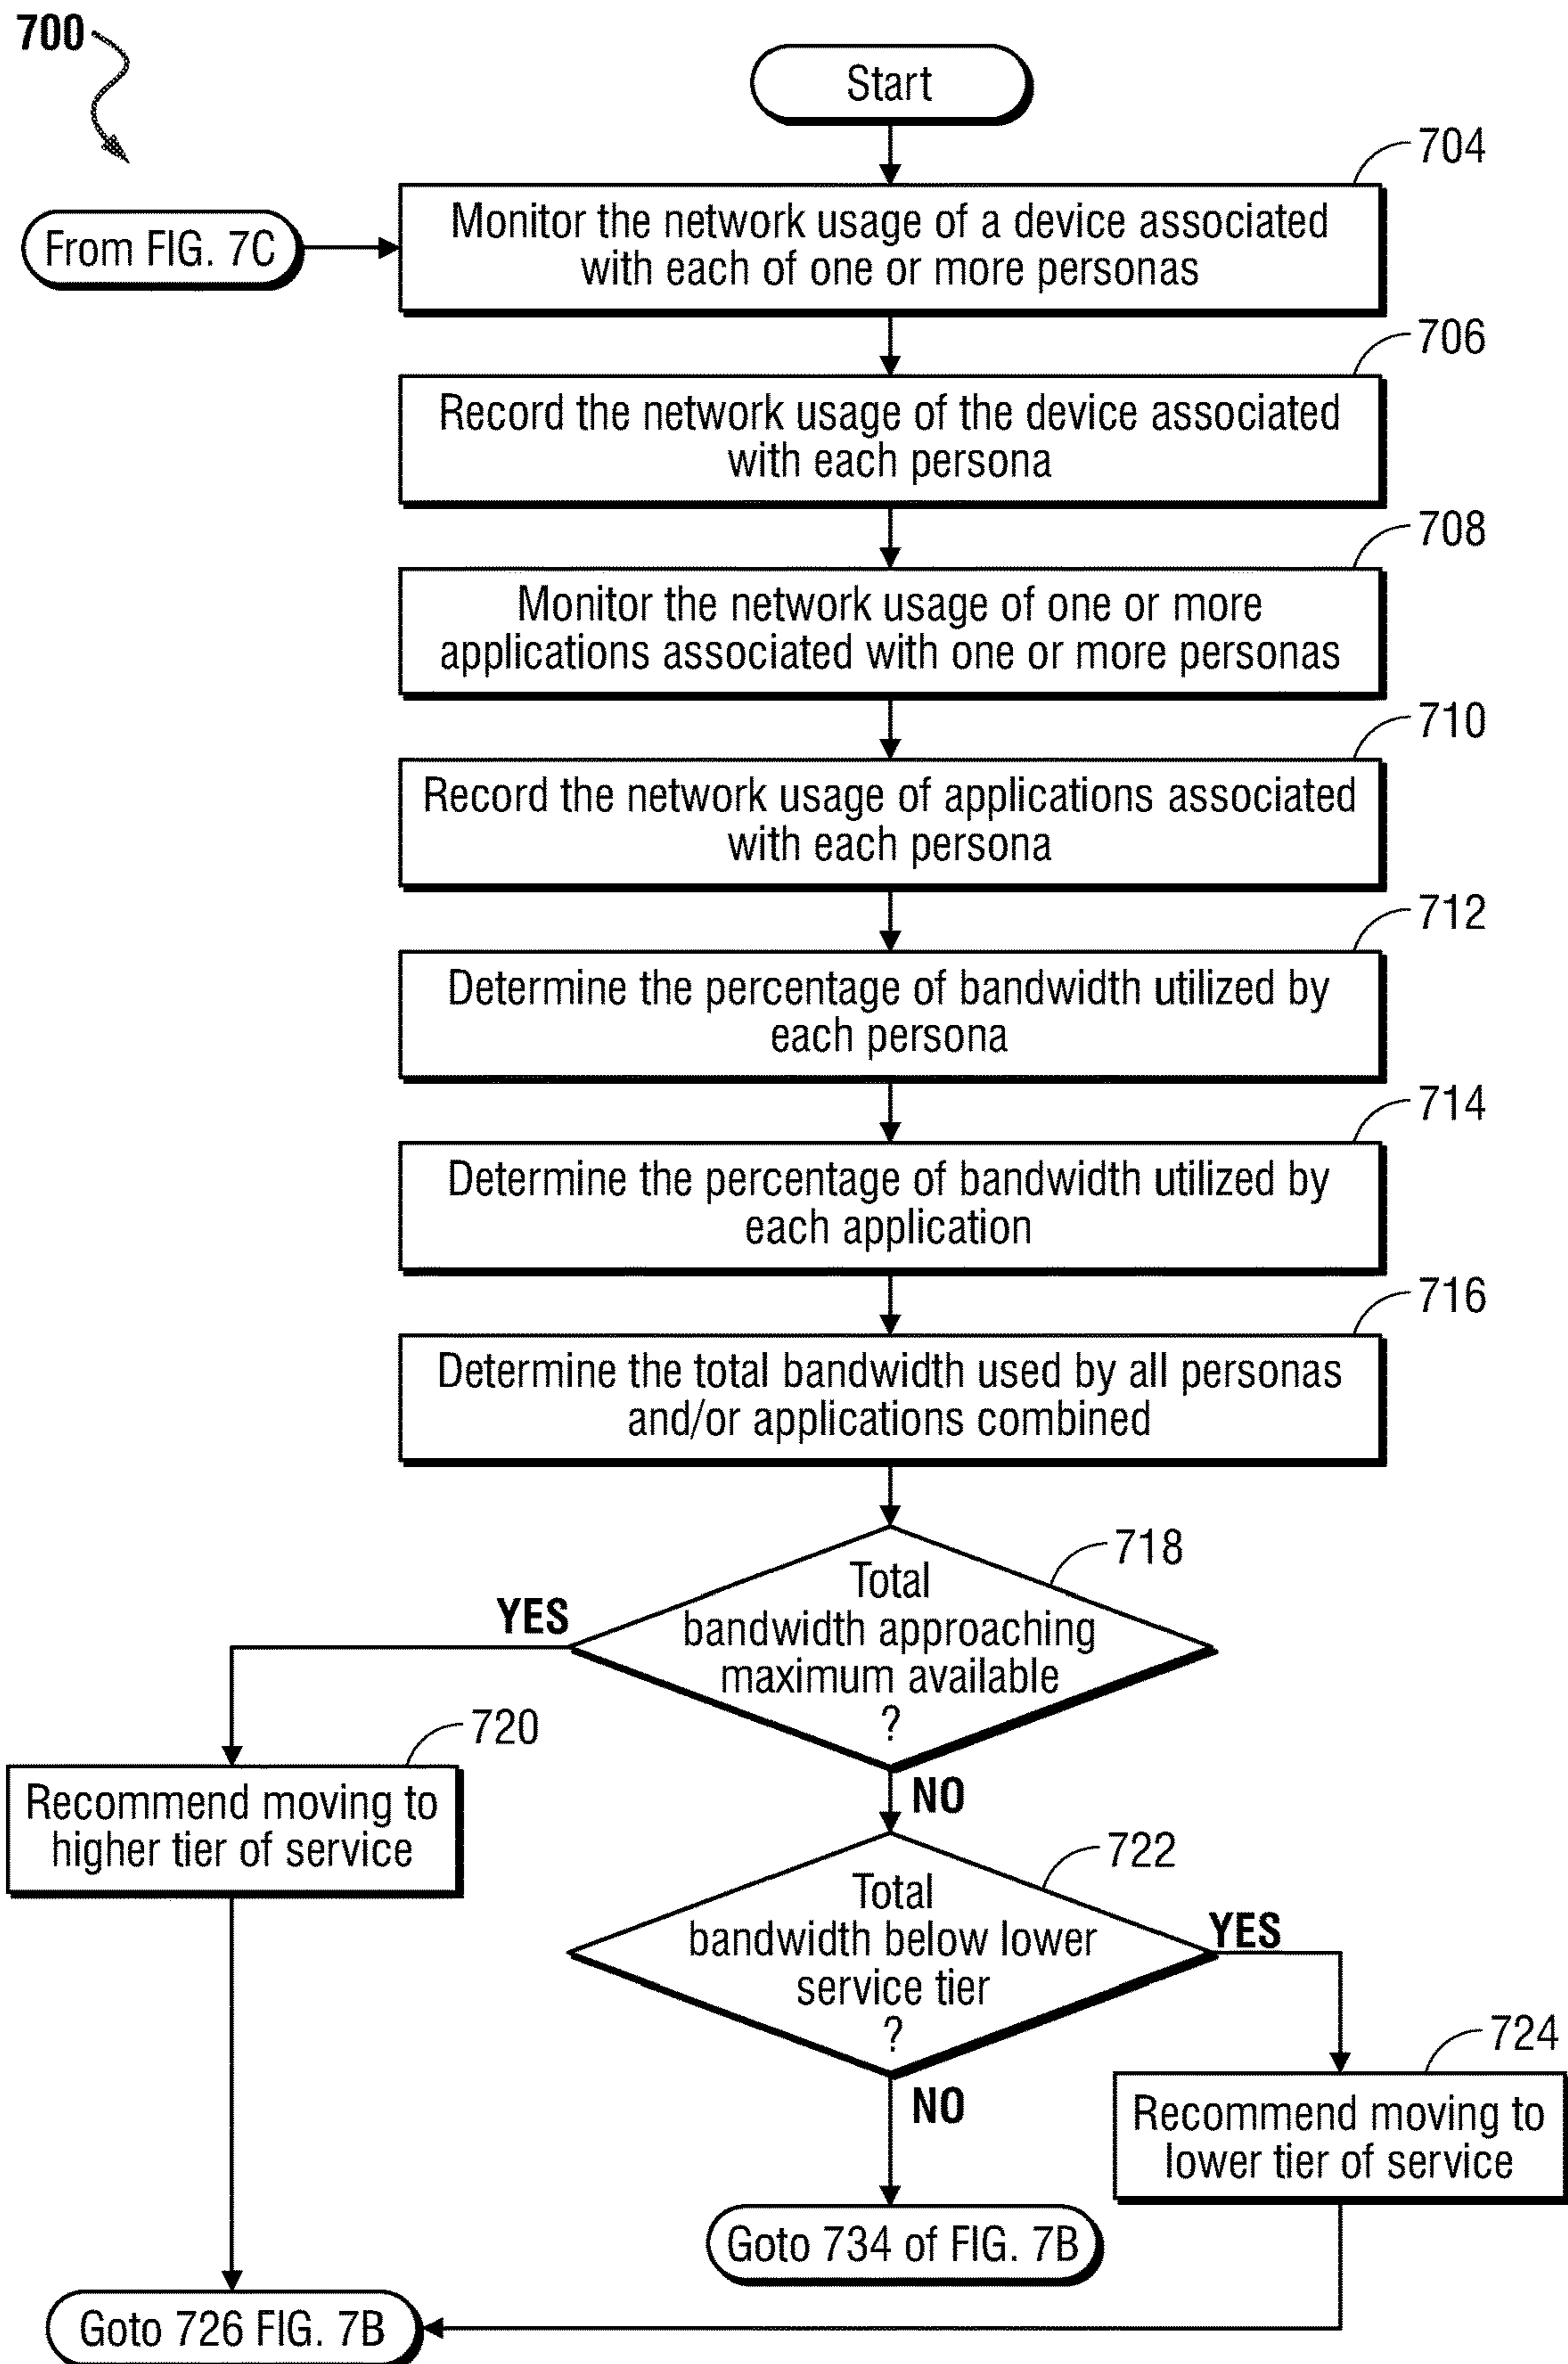 700
Start
704
From FIG. 7C
Monitor the network usage of a device associated
with each of one or more personas
706
Record the network usage of the device associated
with each persona
708
Monitor the network usage of one or more
applications associated with one or more personas
710
Record the network usage of applications associated
with each persona
712
Determine the percentage of bandwidth utilized by
each persona
714
Determine the percentage of bandwidth utilized by
each application
716
Determine the total bandwidth used by all personas
and/or applications combined
718
Total
bandwidth approaching
maximum available
?
YES
NO
720
Recommend moving to
higher tier of service
722
Total
bandwidth below lower
service tier
?
YES
NO
724
Recommend moving to
lower tier of service
Goto 734 of FIG. 7B
Goto 726 FIG. 7B